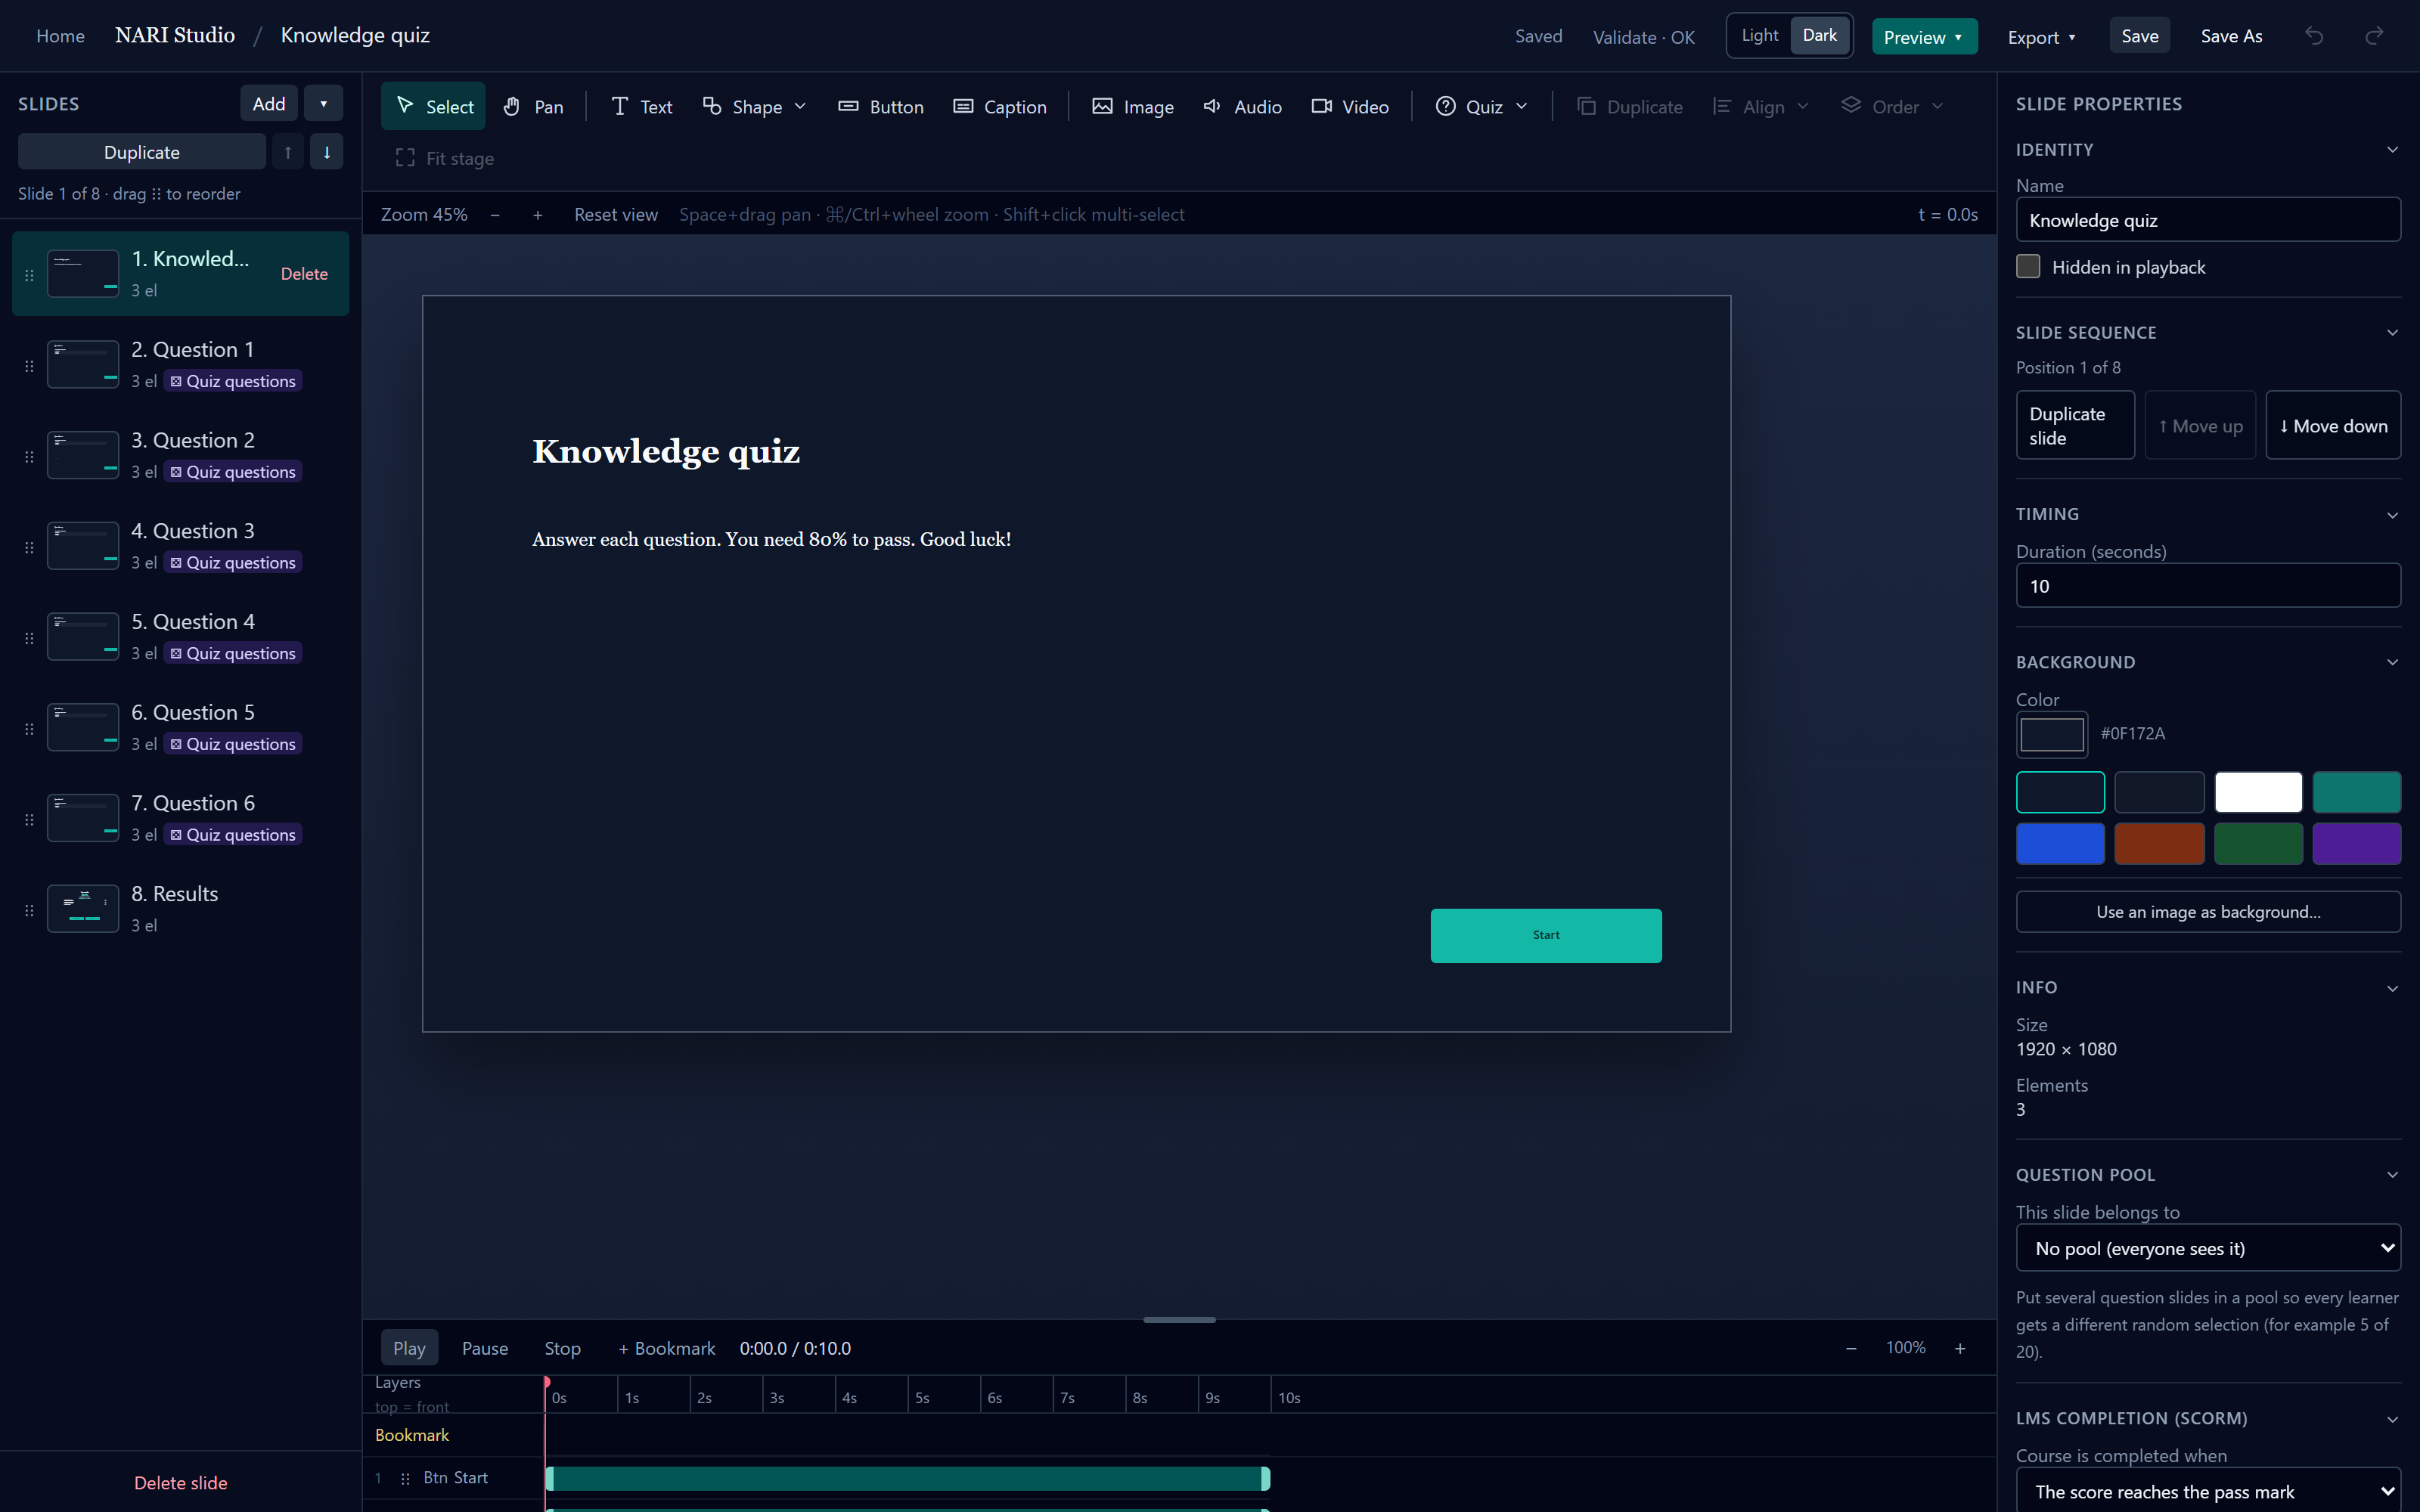 Home NARI Studio / Knowledge quiz Saved Validate · OK Light Dark Preview ▾ Export ▾ Save Save As
SLIDES Add ▾
Duplicate ↑ ↓
Slide 1 of 8 · drag ⠿ to reorder
1. Knowled...
3 el
Delete
2. Question 1
3 el Quiz questions
3. Question 2
3 el Quiz questions
4. Question 3
3 el Quiz questions
5. Question 4
3 el Quiz questions
6. Question 5
3 el Quiz questions
7. Question 6
3 el Quiz questions
8. Results
3 el
Delete slide
Select Pan Text Shape Button Caption Image Audio Video Quiz Duplicate Align Order
Fit stage
Zoom 45% − + Reset view Space+drag pan · ⌘/Ctrl+wheel zoom · Shift+click multi-select t = 0.0s
Knowledge quiz
Answer each question. You need 80% to pass. Good luck!
Start
Play Pause Stop + Bookmark 0:00.0 / 0:10.0 − 100% +
Layers
top = front
0s 1s 2s 3s 4s 5s 6s 7s 8s 9s 10s
Bookmark
1 Btn Start
SLIDE PROPERTIES
IDENTITY
Name
Knowledge quiz
Hidden in playback
SLIDE SEQUENCE
Position 1 of 8
Duplicate
slide
↑ Move up
↓ Move down
TIMING
Duration (seconds)
10
BACKGROUND
Color
#0F172A
Use an image as background...
INFO
Size
1920 × 1080
Elements
3
QUESTION POOL
This slide belongs to
No pool (everyone sees it)
Put several question slides in a pool so every learner
gets a different random selection (for example 5 of
20).
LMS COMPLETION (SCORM)
Course is completed when
The score reaches the pass mark